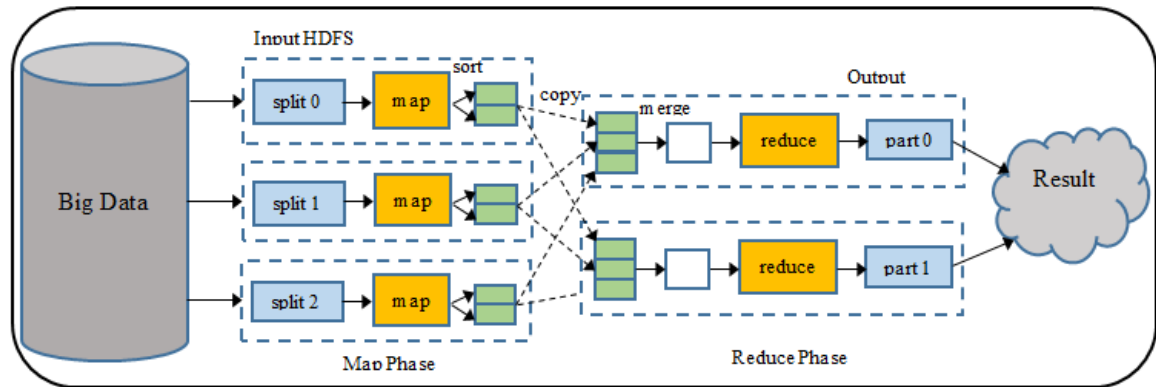 Input HDFS
Output
sort
split 0
map
copy
merge
reduce
part 0
Big Data
split 1
map
Result
split 2
map
reduce
part 1
Map Phase
Reduce Phase